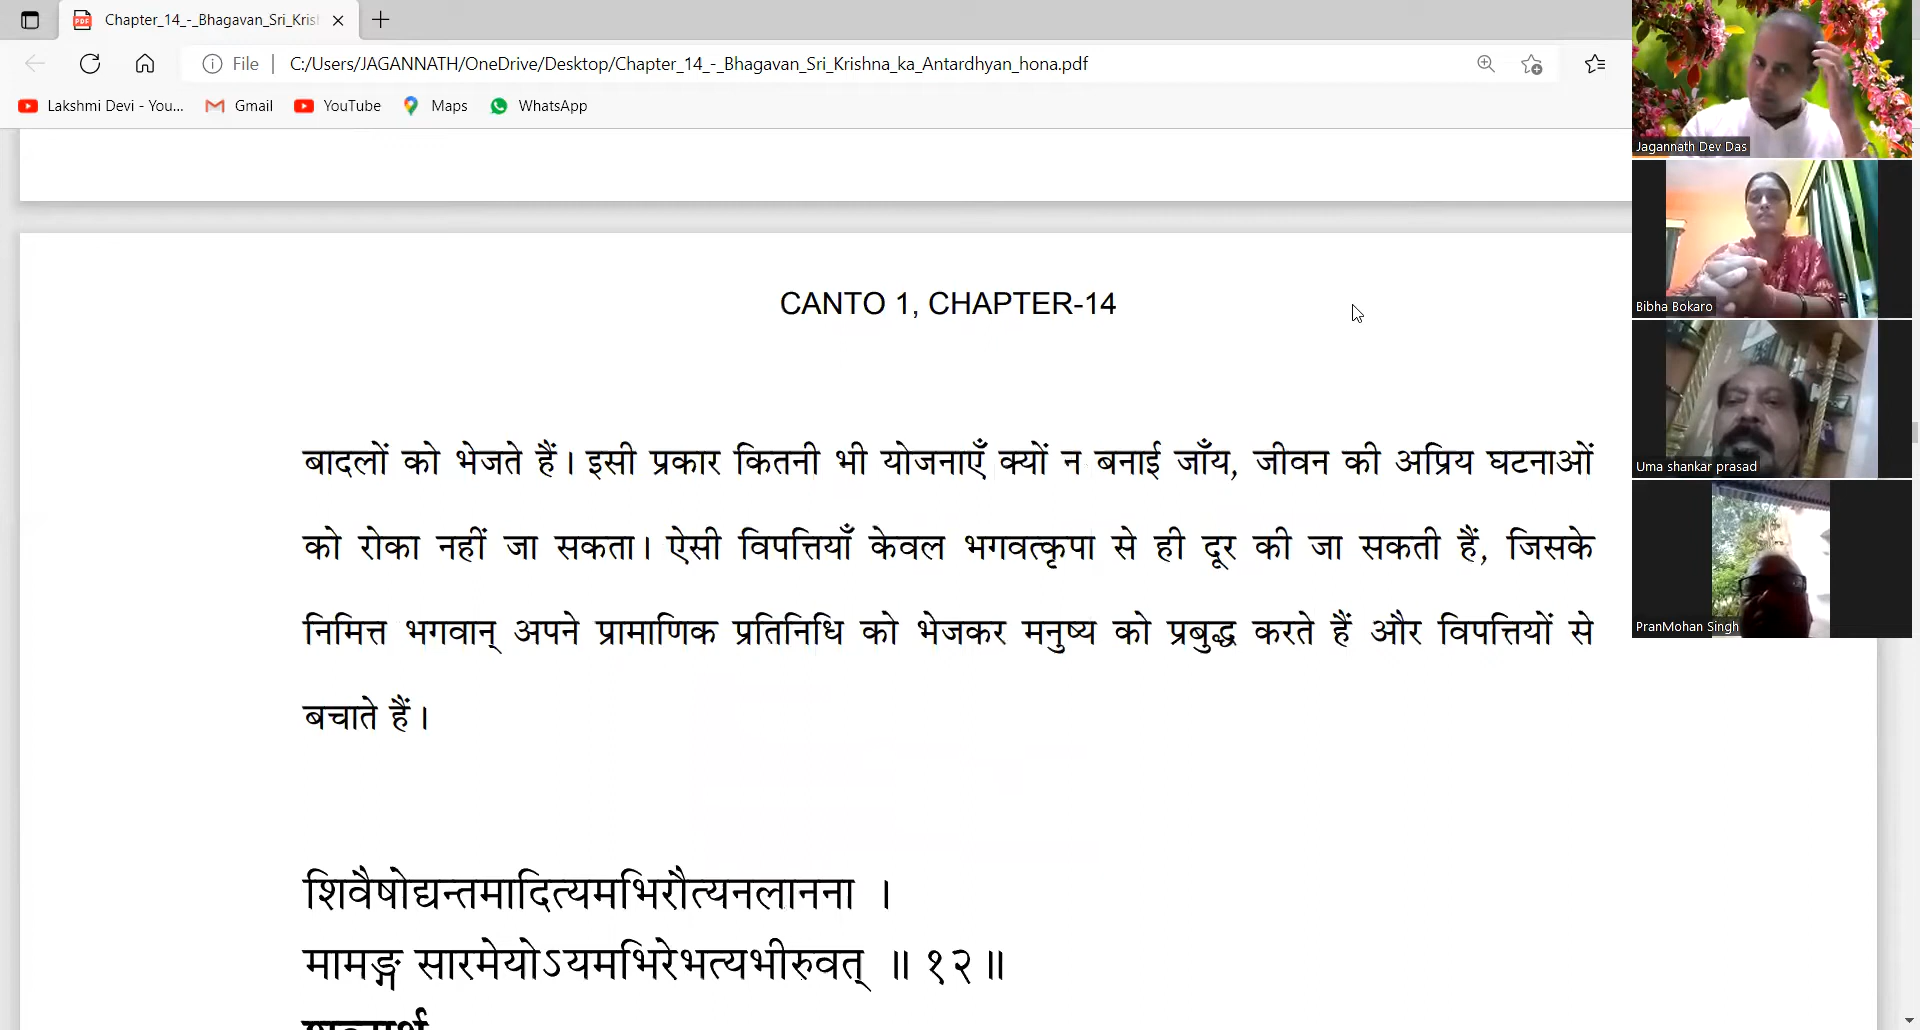 Chapter_14_-_Bhagavan_Sri_Kris
File C:/Users/JAGANNATH/OneDrive/Desktop/Chapter_14_-_Bhagavan_Sri_Krishna_ka_Antardhyan_hona.pdf
Lakshmi Devi - You... Gmail YouTube Maps WhatsApp
Jagannath Dev Das
Bibha Bokaro
Uma shankar prasad
PranMohan Singh
CANTO 1, CHAPTER-14
बादलों को भेजते हैं। इसी प्रकार कितनी भी योजनाएँ क्यों न बनाई जाँय, जीवन की अप्रिय घटनाओं
को रोका नहीं जा सकता। ऐसी विपत्तियाँ केवल भगवत्कृपा से ही दूर की जा सकती हैं, जिसके
निमित्त भगवान् अपने प्रामाणिक प्रतिनिधि को भेजकर मनुष्य को प्रबुद्ध करते हैं और विपत्तियों से
बचाते हैं।
शिवैषोद्यन्तमादित्यमभिरौत्यनलानना ।
मामङ्ग सारमेयोऽयमभिरेभत्यभीरुवत् ॥ १२॥